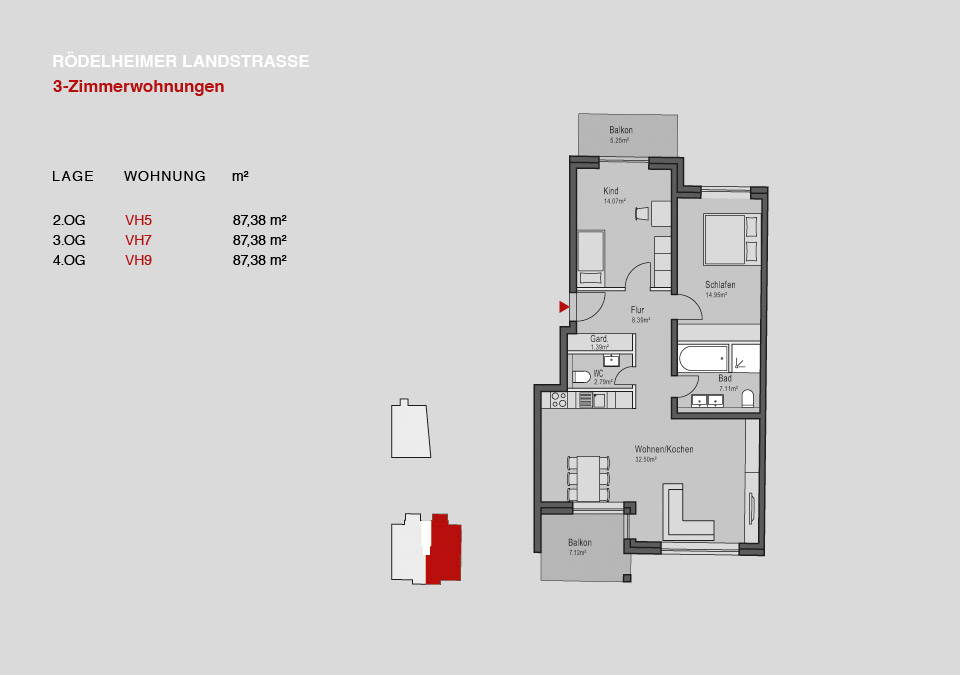 RÖDELHEIMER LANDSTRASSE
3-Zimmerwohnungen
LAGE WOHNUNG m²
2.OG VH5 87,38 m²
3.OG VH7 87,38 m²
4.OG VH9 87,38 m²
Balkon
5.25m²
Kind
14.07m²
Schlafen
14.95m²
Flur
8.39m²
Gard.
1.39m²
WC
2.79m²
Bad
7.11m²
Wohnen/Kochen
32.50m²
Balkon
7.12m²